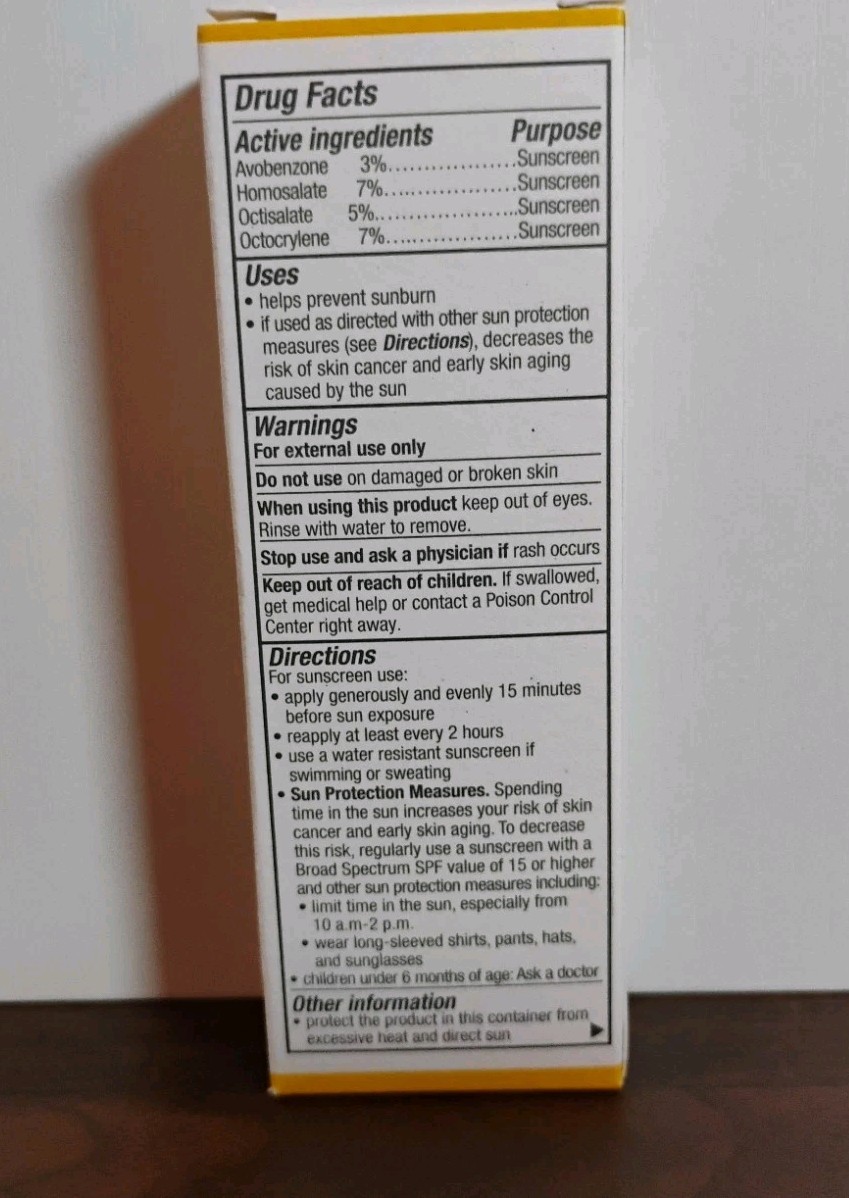 Drug Facts
Active ingredients Purpose
Avobenzone 3%..................Sunscreen
Homosalate 7%...................Sunscreen
Octisalate 5%.....................Sunscreen
Octocrylene 7%...................Sunscreen
Uses
• helps prevent sunburn
• if used as directed with other sun protection
measures (see Directions), decreases the
risk of skin cancer and early skin aging
caused by the sun
Warnings
For external use only
Do not use on damaged or broken skin
When using this product keep out of eyes.
Rinse with water to remove.
Stop use and ask a physician if rash occurs
Keep out of reach of children. If swallowed,
get medical help or contact a Poison Control
Center right away.
Directions
For sunscreen use:
• apply generously and evenly 15 minutes
before sun exposure
• reapply at least every 2 hours
• use a water resistant sunscreen if
swimming or sweating
• Sun Protection Measures. Spending
time in the sun increases your risk of skin
cancer and early skin aging. To decrease
this risk, regularly use a sunscreen with a
Broad Spectrum SPF value of 15 or higher
and other sun protection measures including:
• limit time in the sun, especially from
10 a.m-2 p.m.
• wear long-sleeved shirts, pants, hats,
and sunglasses
• children under 6 months of age: Ask a doctor
Other information
• protect the product in this container from
excessive heat and direct sun